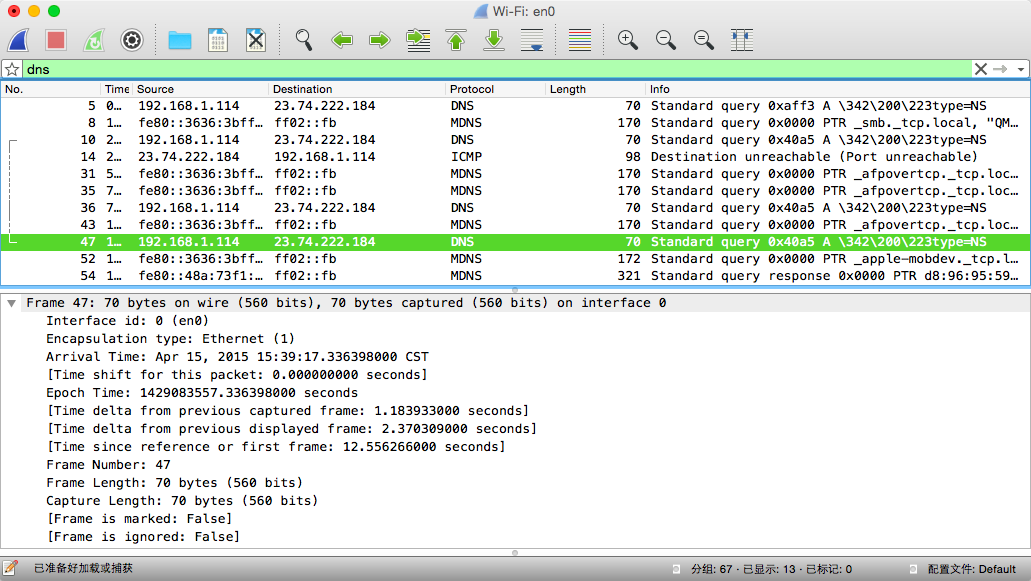 Wi-Fi: en0
dns
No. Time Source Destination Protocol Length Info
5 0… 192.168.1.114 23.74.222.184 DNS 70 Standard query 0xaff3 A \342\200\223type=NS
8 1… fe80::3636:3bff… ff02::fb MDNS 170 Standard query 0x0000 PTR _smb._tcp.local, "QM…
10 2… 192.168.1.114 23.74.222.184 DNS 70 Standard query 0x40a5 A \342\200\223type=NS
14 2… 23.74.222.184 192.168.1.114 ICMP 98 Destination unreachable (Port unreachable)
31 5… fe80::3636:3bff… ff02::fb MDNS 170 Standard query 0x0000 PTR _afpovertcp._tcp.loc…
35 7… fe80::3636:3bff… ff02::fb MDNS 170 Standard query 0x0000 PTR _afpovertcp._tcp.loc…
36 7… 192.168.1.114 23.74.222.184 DNS 70 Standard query 0x40a5 A \342\200\223type=NS
43 1… fe80::3636:3bff… ff02::fb MDNS 170 Standard query 0x0000 PTR _afpovertcp._tcp.loc…
47 1… 192.168.1.114 23.74.222.184 DNS 70 Standard query 0x40a5 A \342\200\223type=NS
52 1… fe80::3636:3bff… ff02::fb MDNS 172 Standard query 0x0000 PTR _apple-mobdev._tcp.l…
54 1… fe80::48a:73f1:… ff02::fb MDNS 321 Standard query response 0x0000 PTR d8:96:95:59…
Frame 47: 70 bytes on wire (560 bits), 70 bytes captured (560 bits) on interface 0
Interface id: 0 (en0)
Encapsulation type: Ethernet (1)
Arrival Time: Apr 15, 2015 15:39:17.336398000 CST
[Time shift for this packet: 0.000000000 seconds]
Epoch Time: 1429083557.336398000 seconds
[Time delta from previous captured frame: 1.183933000 seconds]
[Time delta from previous displayed frame: 2.370309000 seconds]
[Time since reference or first frame: 12.556266000 seconds]
Frame Number: 47
Frame Length: 70 bytes (560 bits)
Capture Length: 70 bytes (560 bits)
[Frame is marked: False]
[Frame is ignored: False]
已准备好加载或捕获 分组: 67 · 已显示: 13 · 已标记: 0 配置文件: Default